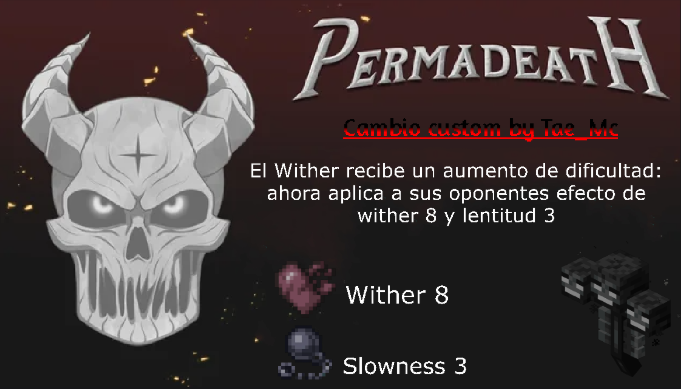 PERMADEATH
Cambio custom by Tae_Mc
El Wither recibe un aumento de dificultad:
ahora aplica a sus oponentes efecto de
wither 8 y lentitud 3
Wither 8
Slowness 3